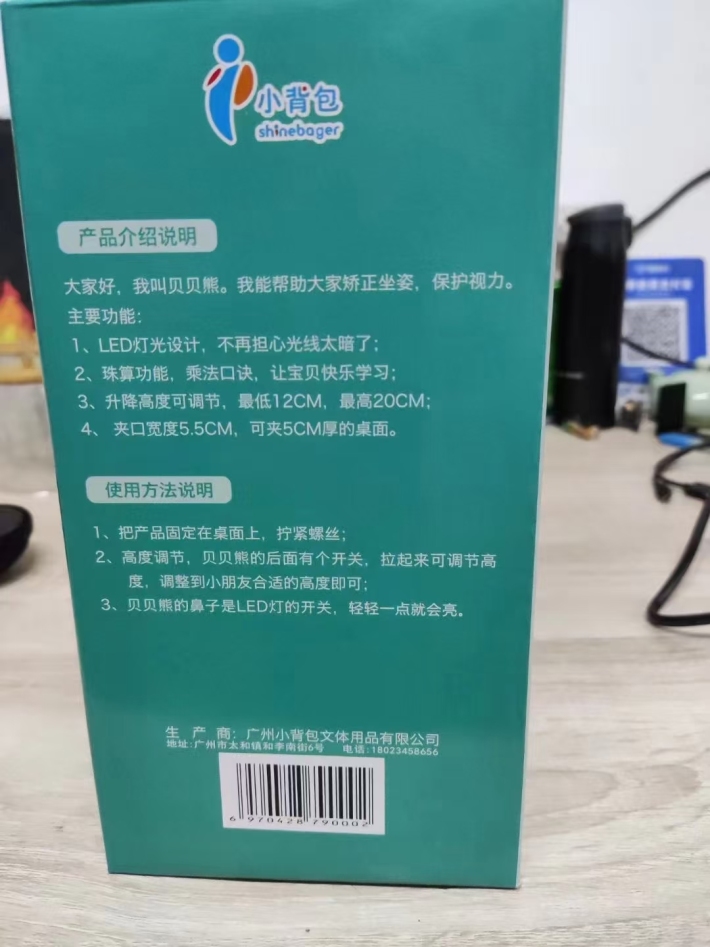 小背包
shinebager
产品介绍说明
大家好，我叫贝贝熊。我能帮助大家矫正坐姿，保护视力。
主要功能：
1、LED灯光设计，不再担心光线太暗了；
2、珠算功能，乘法口诀，让宝贝快乐学习；
3、升降高度可调节，最低12CM，最高20CM；
4、夹口宽度5.5CM，可夹5CM厚的桌面。
使用方法说明
1、把产品固定在桌面上，拧紧螺丝；
2、高度调节，贝贝熊的后面有个开关，拉起来可调节高
度，调整到小朋友合适的高度即可；
3、贝贝熊的鼻子是LED灯的开关，轻轻一点就会亮。
生 产 商：广州小背包文体用品有限公司
地址：广州市太和镇和李南街6号 电话：18023458656
6 970428 790002